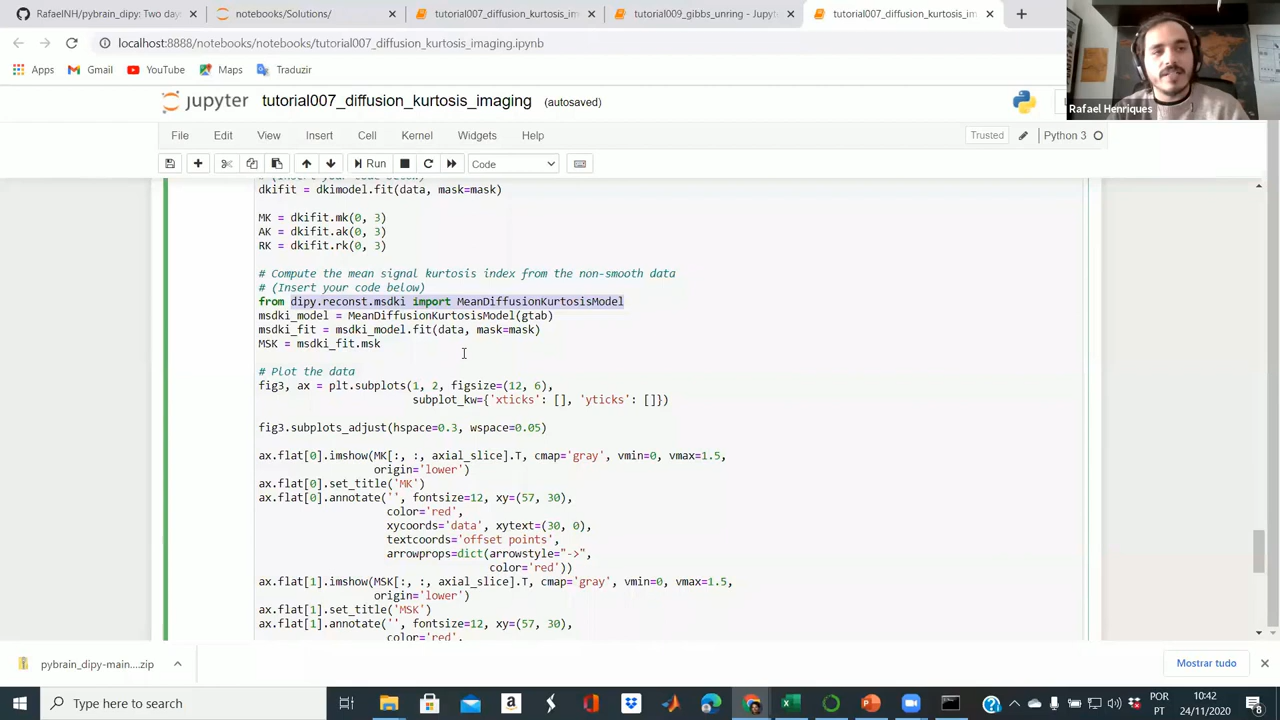 RafaelNH/pybrain_dipy: Two day
notebooks/Solutions/
tutorial007_diffusion_kurtosis_im
tutorial009_gibbs_unring - Jupyte
tutorial007_diffusion_kurtosis_im
localhost:8888/notebooks/notebooks/tutorial007_diffusion_kurtosis_imaging.ipynb
Apps
Gmail
YouTube
Maps
Traduzir
Rafael Henriques
jupyter tutorial007_diffusion_kurtosis_imaging (autosaved)
File Edit View Insert Cell Kernel Widgets Help
Trusted
Python 3
Run
Code
# (Insert your code below)
dkifit = dkimodel.fit(data, mask=mask)
MK = dkifit.mk(0, 3)
AK = dkifit.ak(0, 3)
RK = dkifit.rk(0, 3)
# Compute the mean signal kurtosis index from the non-smooth data
# (Insert your code below)
from dipy.reconst.msdki import MeanDiffusionKurtosisModel
msdki_model = MeanDiffusionKurtosisModel(gtab)
msdki_fit = msdki_model.fit(data, mask=mask)
MSK = msdki_fit.msk
# Plot the data
fig3, ax = plt.subplots(1, 2, figsize=(12, 6),
subplot_kw={'xticks': [], 'yticks': []})
fig3.subplots_adjust(hspace=0.3, wspace=0.05)
ax.flat[0].imshow(MK[:, :, axial_slice].T, cmap='gray', vmin=0, vmax=1.5,
origin='lower')
ax.flat[0].set_title('MK')
ax.flat[0].annotate('', fontsize=12, xy=(57, 30),
color='red',
xycoords='data', xytext=(30, 0),
textcoords='offset points',
arrowprops=dict(arrowstyle="->",
color='red'))
ax.flat[1].imshow(MSK[:, :, axial_slice].T, cmap='gray', vmin=0, vmax=1.5,
origin='lower')
ax.flat[1].set_title('MSK')
ax.flat[1].annotate('', fontsize=12, xy=(57, 30),
color='red',
pybrain_dipy-main....zip
Mostrar tudo
Type here to search
POR
PT
10:42
24/11/2020
8